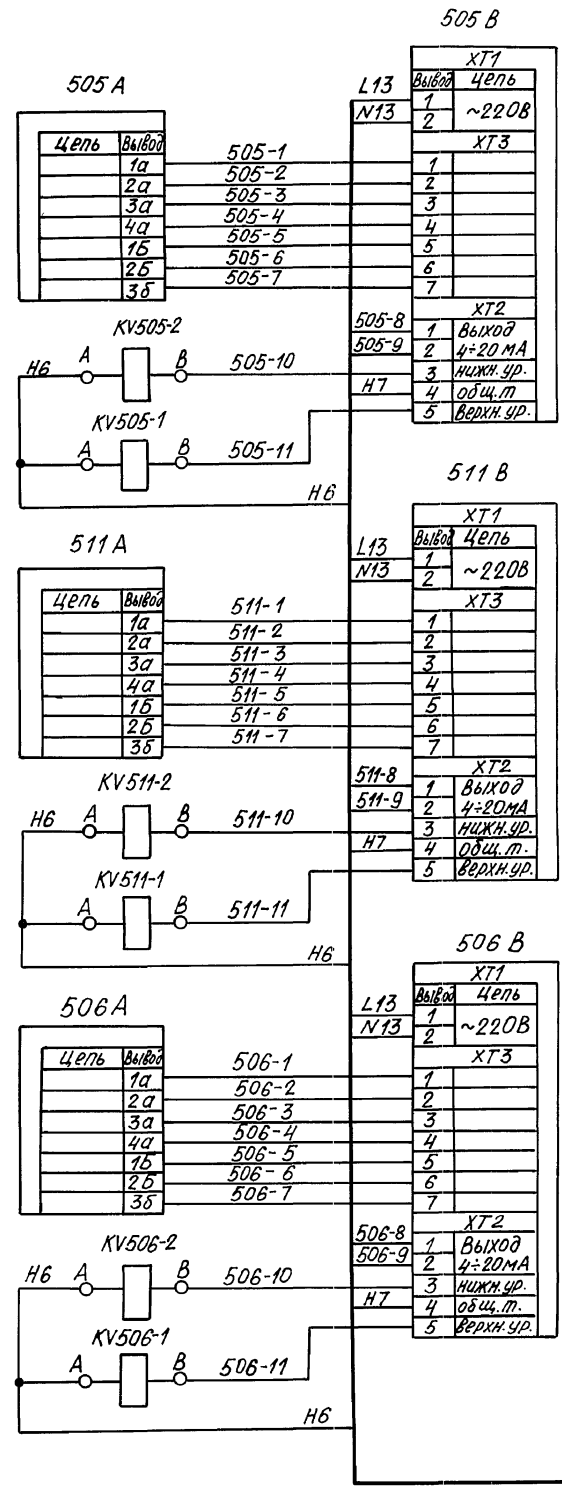 505 В
XT1
Вывод Цепь
L13 1 ~220В
N13 2
505 А
Цепь Вывод
XT3
1а 505-1 1
2а 505-2 2
3а 505-3 3
4а 505-4 4
1б 505-5 5
2б 505-6 6
3б 505-7 7
XT2
505-8 1 Выход
505-9 2 4÷20 мА
KV505-2
Н6 А В 505-10 3 нижн.ур.
Н7 4 общ.т
KV505-1
5 верхн.ур.
А В 505-11
Н6
511 В
XT1
Вывод Цепь
L13 1 ~220В
N13 2
511 А
Цепь Вывод
XT3
1а 511-1 1
2а 511-2 2
3а 511-3 3
4а 511-4 4
1б 511-5 5
2б 511-6 6
3б 511-7 7
XT2
511-8 1 Выход
511-9 2 4÷20мА
KV511-2
Н6 А В 511-10 3 нижн.ур.
Н7 4 общ.т.
KV511-1
5 верхн.ур.
А В 511-11
Н6
506 В
XT1
Вывод Цепь
L13 1 ~220В
N13 2
506А
Цепь Вывод
XT3
1а 506-1 1
2а 506-2 2
3а 506-3 3
4а 506-4 4
1б 506-5 5
2б 506-6 6
3б 506-7 7
XT2
506-8 1 Выход
506-9 2 4÷20мА
KV506-2
Н6 А В 506-10 3 нижн.ур.
Н7 4 общ.т.
KV506-1
5 верхн.ур.
А В 506-11
Н6